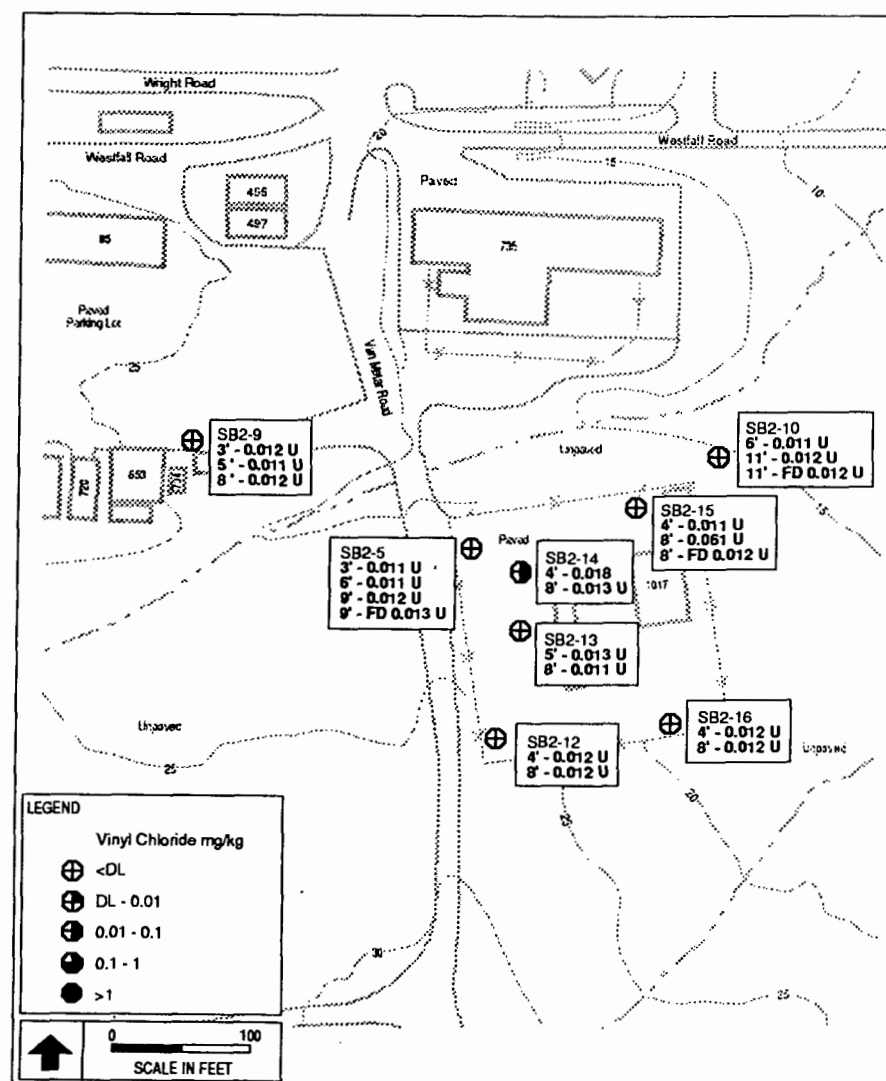 Wright Road
Westfall Road
Westfall Road
20
15
10
Paved
497
735
85
Paved
Parking Lot
Van Meter Road
25
SB2-9
3' - 0.012 U
5' - 0.011 U
8' - 0.012 U
SB2-10
6' - 0.011 U
11' - 0.012 U
11' - FD 0.012 U
Unpaved
653
720
15
SB2-15
4' - 0.011 U
8' - 0.061 U
8' - FD 0.012 U
SB2-5
3' - 0.011 U
6' - 0.011 U
9' - 0.012 U
9' - FD 0.013 U
Paved
SB2-14
4' - 0.018
8' - 0.013 U
1017
SB2-13
5' - 0.013 U
8' - 0.011 U
Unpaved
25
SB2-12
4' - 0.012 U
8' - 0.012 U
SB2-16
4' - 0.012 U
8' - 0.012 U
Unpaved
20
25
30
25
LEGEND
Vinyl Chloride mg/kg
<DL
DL - 0.01
0.01 - 0.1
0.1 - 1
>1
0 100
SCALE IN FEET